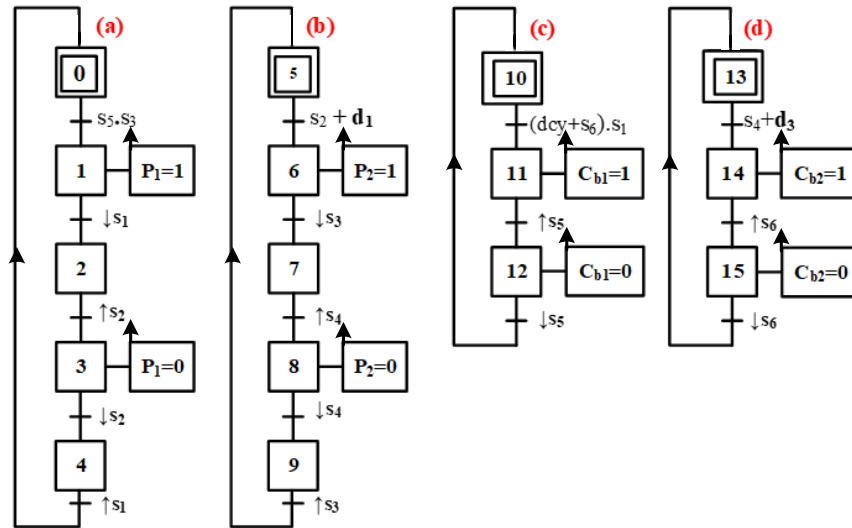 (a)
0
s5.s3
1
P1=1
↓s1
2
↑s2
3
P1=0
↓s2
4
↑s1
(b)
5
s2 + d1
6
P2=1
↓s3
7
↑s4
8
P2=0
↓s4
9
↑s3
(c)
10
(dcy+s6).s1
11
Cb1=1
↑s5
12
Cb1=0
↓s5
(d)
13
s4+d3
14
Cb2=1
↑s6
15
Cb2=0
↓s6